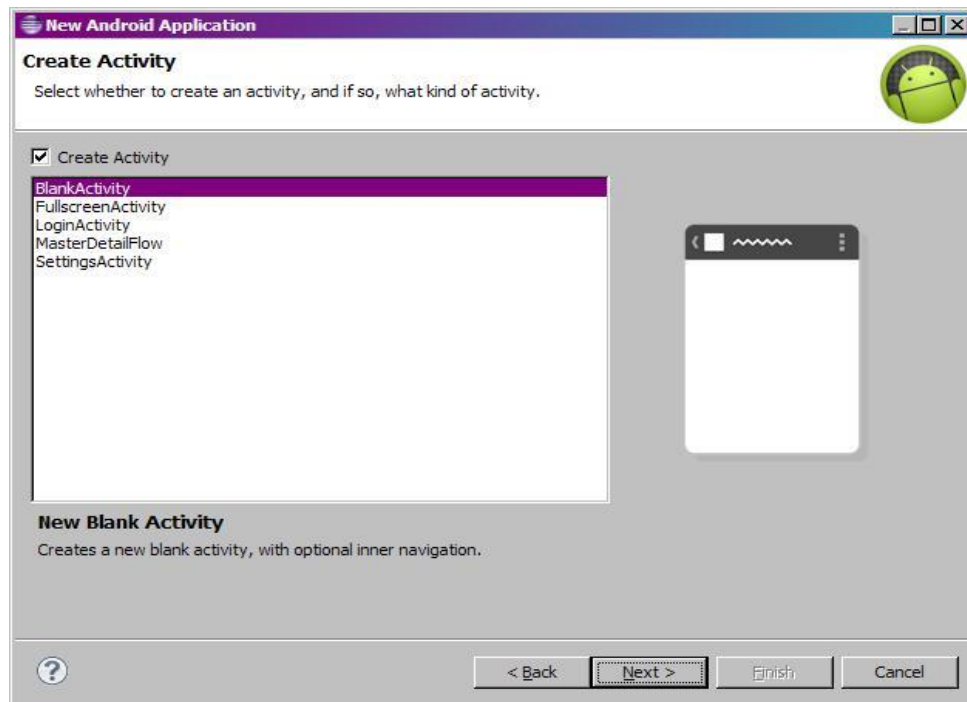 New Android Application
Create Activity
Select whether to create an activity, and if so, what kind of activity.
Create Activity
BlankActivity
FullscreenActivity
LoginActivity
MasterDetailFlow
SettingsActivity
New Blank Activity
Creates a new blank activity, with optional inner navigation.
? < Back Next > Finish Cancel